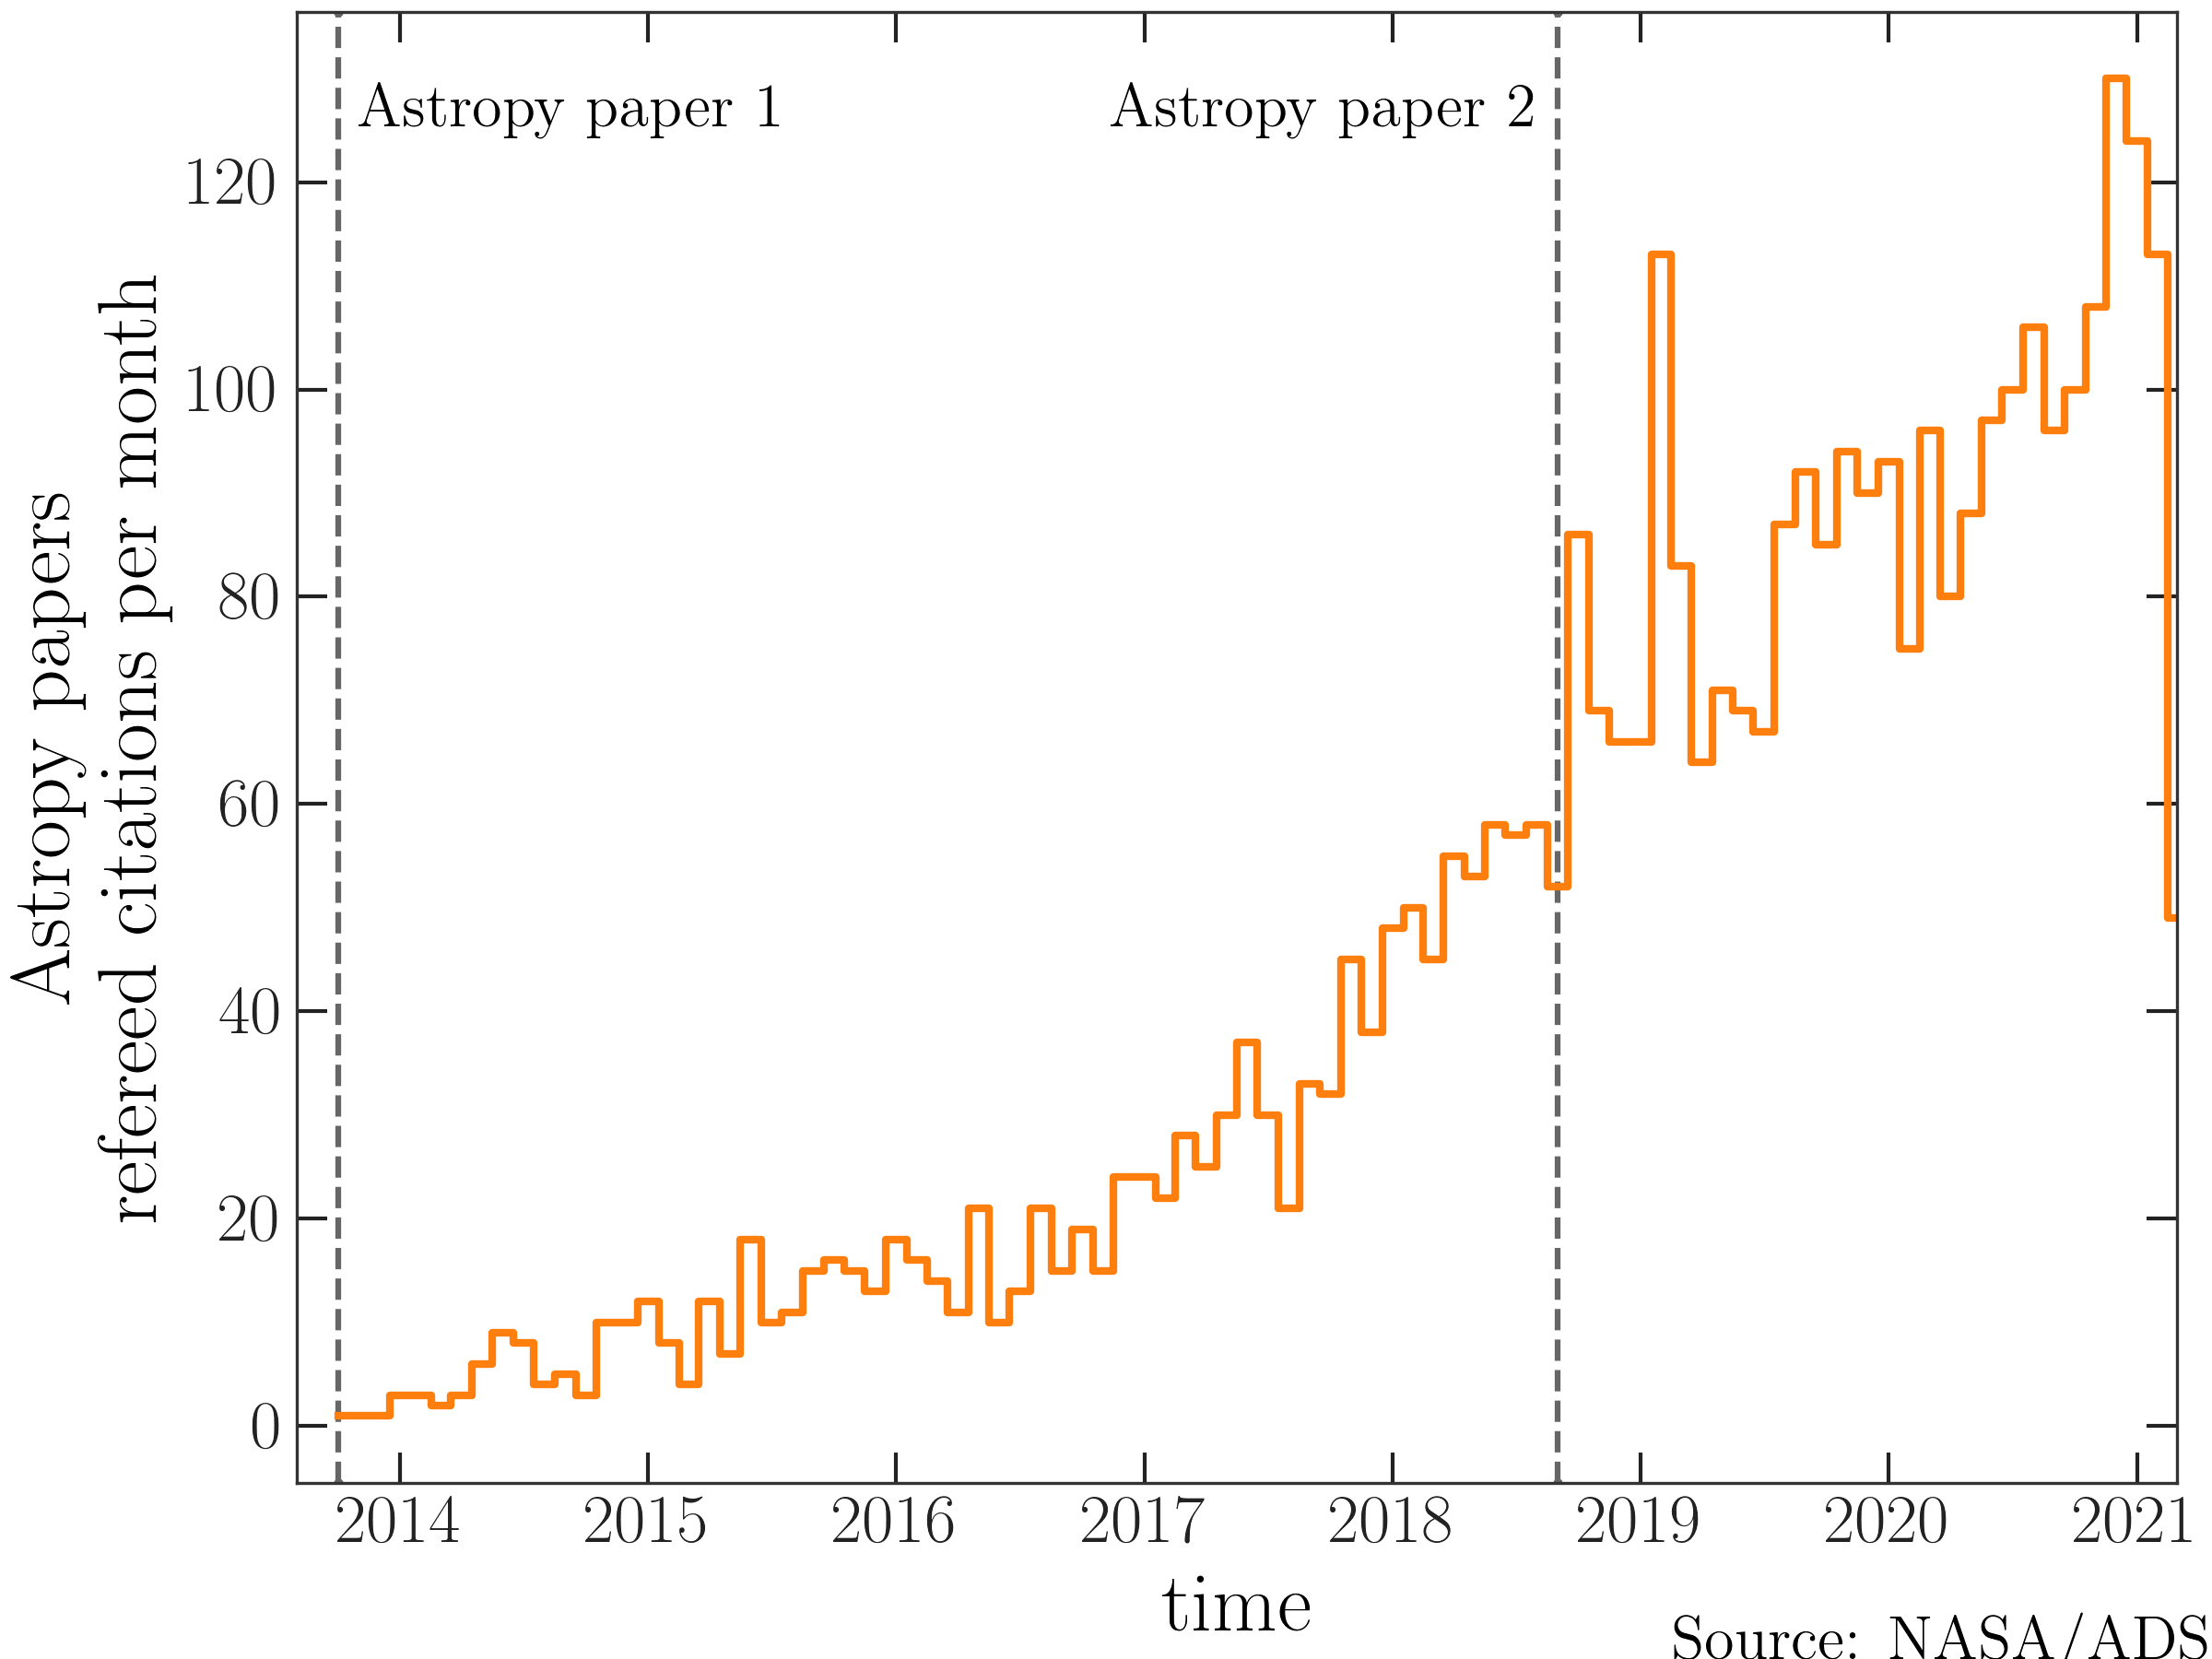 Astropy paper 1
Astropy paper 2
Astropy papers
refereed citations per month
120
100
80
60
40
20
0
2014 2015 2016 2017 2018 2019 2020 2021
time
Source: NASA/ADS